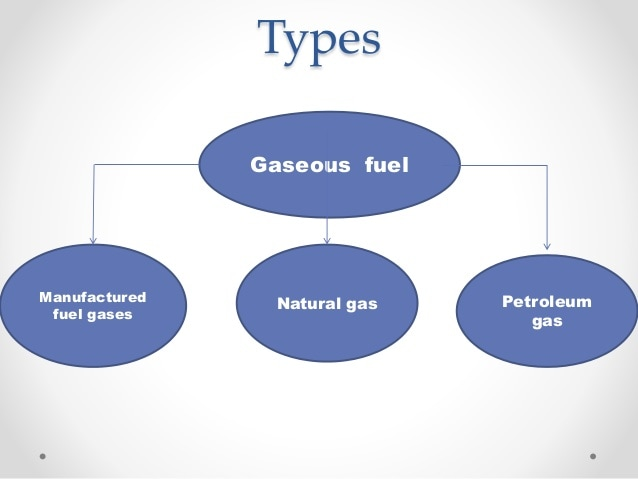 Types
Gaseous fuel
Manufactured
fuel gases
Natural gas
Petroleum
gas